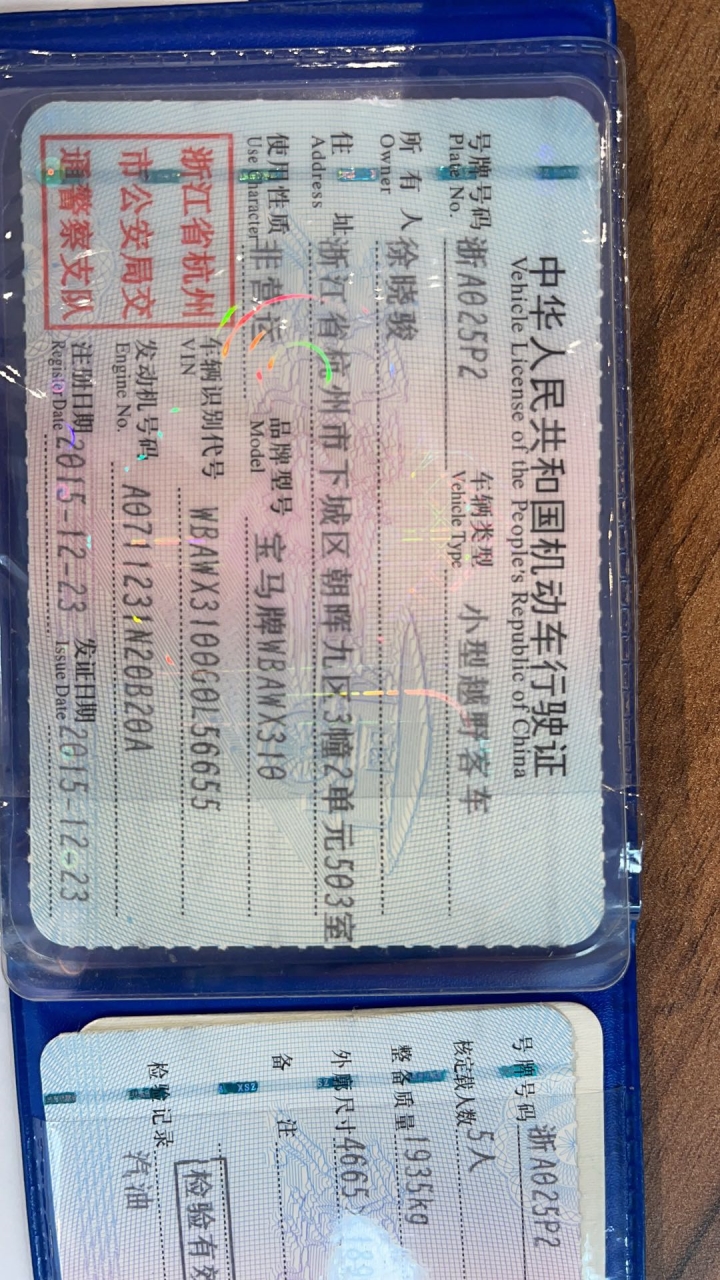 中华人民共和国机动车行驶证
Vehicle License of the People's Republic of China
号牌号码 浙A025P2 车辆类型 小型越野客车
Plate No. Vehicle Type
所有人 徐晓骏
Owner
住址 浙江省杭州市下城区朝晖九区3幢2单元503室
Address
使用性质 非营运 品牌型号 宝马牌WBAWX310
Use Character Model
浙江省杭州
市公安局交
通警察支队
车辆识别代号 WBAWX3100G0L56655
VIN
发动机号码 A0711231N20B20A
Engine No.
注册日期 2015-12-23 发证日期 2015-12-23
Register Date Issue Date
号牌号码 浙A025P2
核定载人数 5人
整备质量 1935kg
外廓尺寸 4665
备注
检验有效
检验记录
汽油